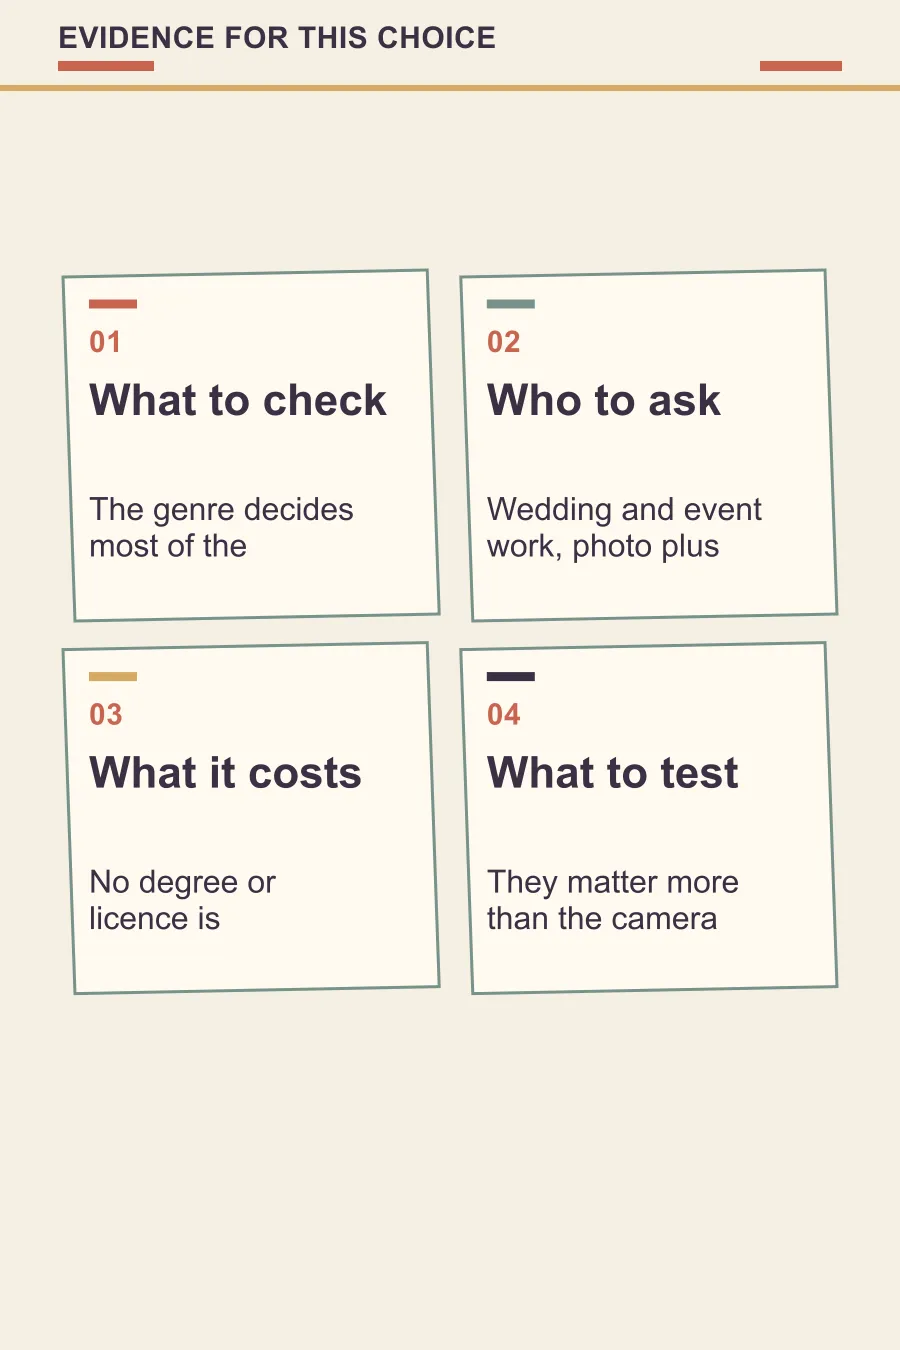 EVIDENCE FOR THIS CHOICE
01
What to check
The genre decides
most of the
02
Who to ask
Wedding and event
work, photo plus
03
What it costs
No degree or
licence is
04
What to test
They matter more
than the camera